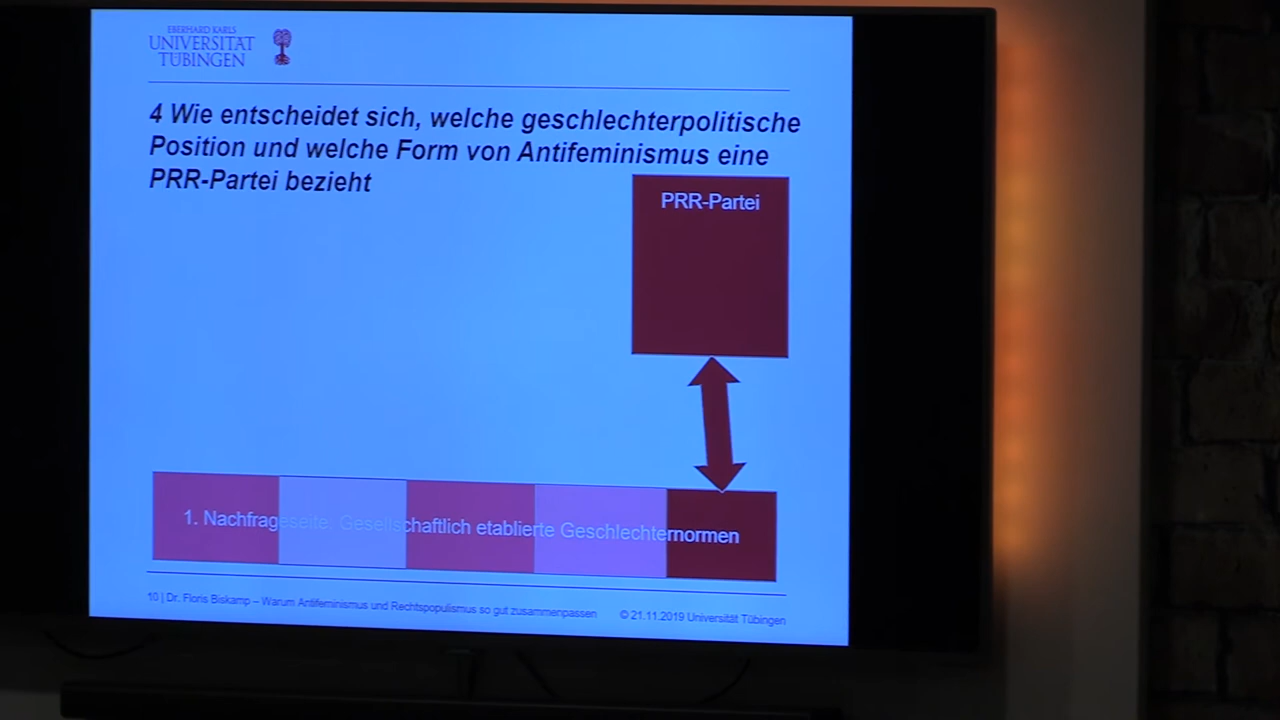 EBERHARD KARLS
UNIVERSITÄT
TÜBINGEN
4 Wie entscheidet sich, welche geschlechterpolitische
Position und welche Form von Antifeminismus eine
PRR-Partei bezieht
PRR-Partei
1. Nachfrageseite: Gesellschaftlich etablierte Geschlechternormen
10 | Dr. Floris Biskamp – Warum Antifeminismus und Rechtspopulismus so gut zusammenpassen
© 21.11.2019 Universität Tübingen